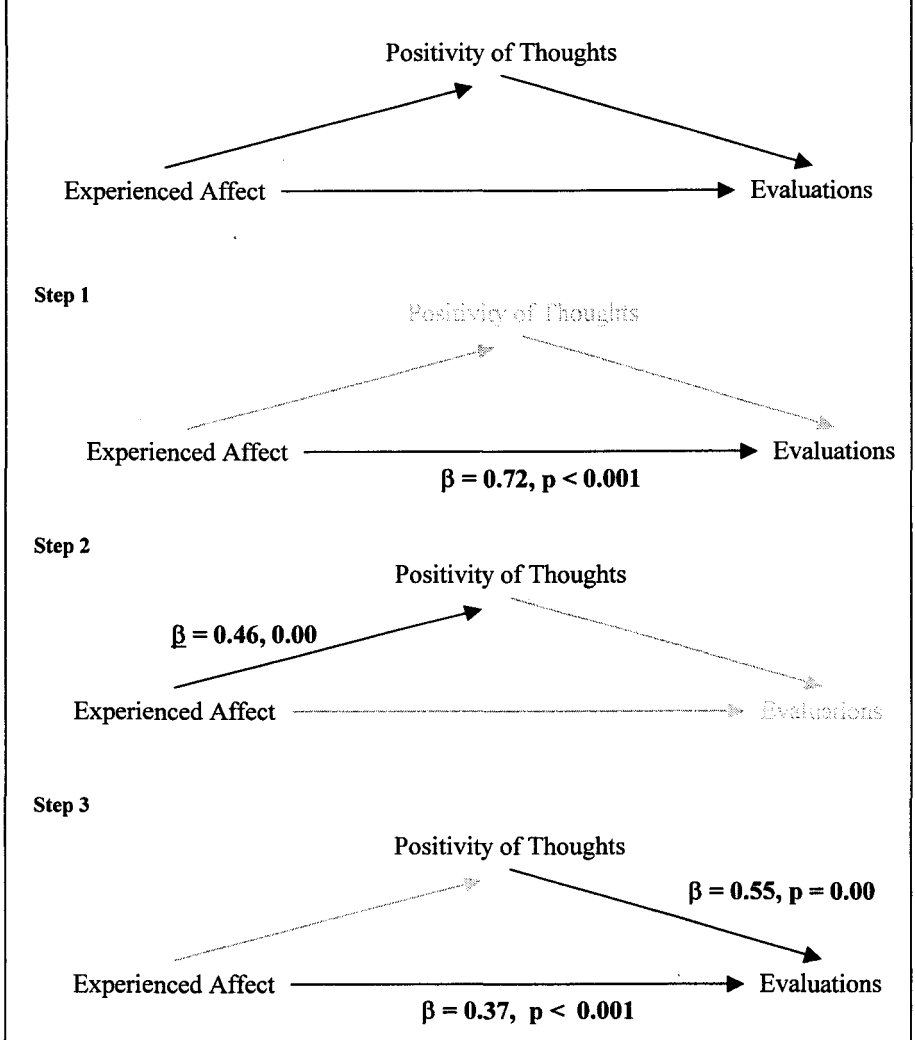 Positivity of Thoughts
Experienced Affect Evaluations
Step 1
Positivity of Thoughts
Experienced Affect Evaluations
β = 0.72, p < 0.001
Step 2
Positivity of Thoughts
β = 0.46, 0.00
Experienced Affect Evaluations
Step 3
Positivity of Thoughts
β = 0.55, p = 0.00
Experienced Affect Evaluations
β = 0.37, p < 0.001